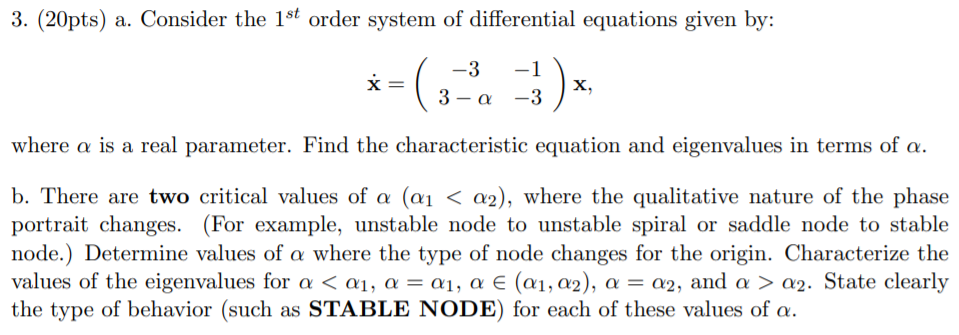 3. (20pts) a. Consider the 1ˢᵗ order system of differential equations given by:
ẋ = ( −3 −1
3 − α −3 ) x,
where α is a real parameter. Find the characteristic equation and eigenvalues in terms of α.
b. There are two critical values of α (α₁ < α₂), where the qualitative nature of the phase
portrait changes. (For example, unstable node to unstable spiral or saddle node to stable
node.) Determine values of α where the type of node changes for the origin. Characterize the
values of the eigenvalues for α < α₁, α = α₁, α ∈ (α₁, α₂), α = α₂, and α > α₂. State clearly
the type of behavior (such as STABLE NODE) for each of these values of α.